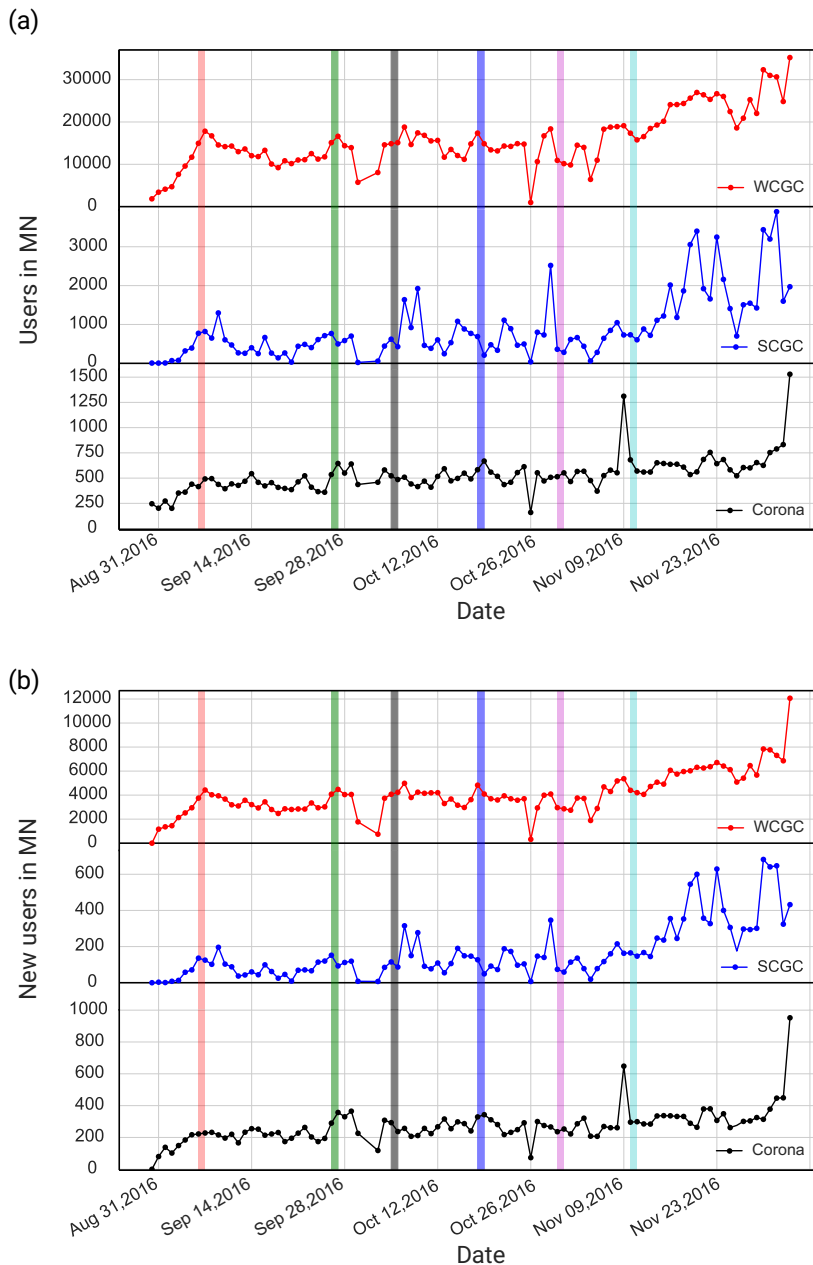 (a)
Users in MN
30000
20000
10000
0
WCGC
3000
2000
1000
0
SCGC
1500
1250
1000
750
500
250
0
Corona
Aug 31,2016
Sep 14,2016
Sep 28,2016
Oct 12,2016
Oct 26,2016
Nov 09,2016
Nov 23,2016
Date
(b)
New users in MN
12000
10000
8000
6000
4000
2000
0
WCGC
600
400
200
0
SCGC
1000
800
600
400
200
0
Corona
Aug 31,2016
Sep 14,2016
Sep 28,2016
Oct 12,2016
Oct 26,2016
Nov 09,2016
Nov 23,2016
Date